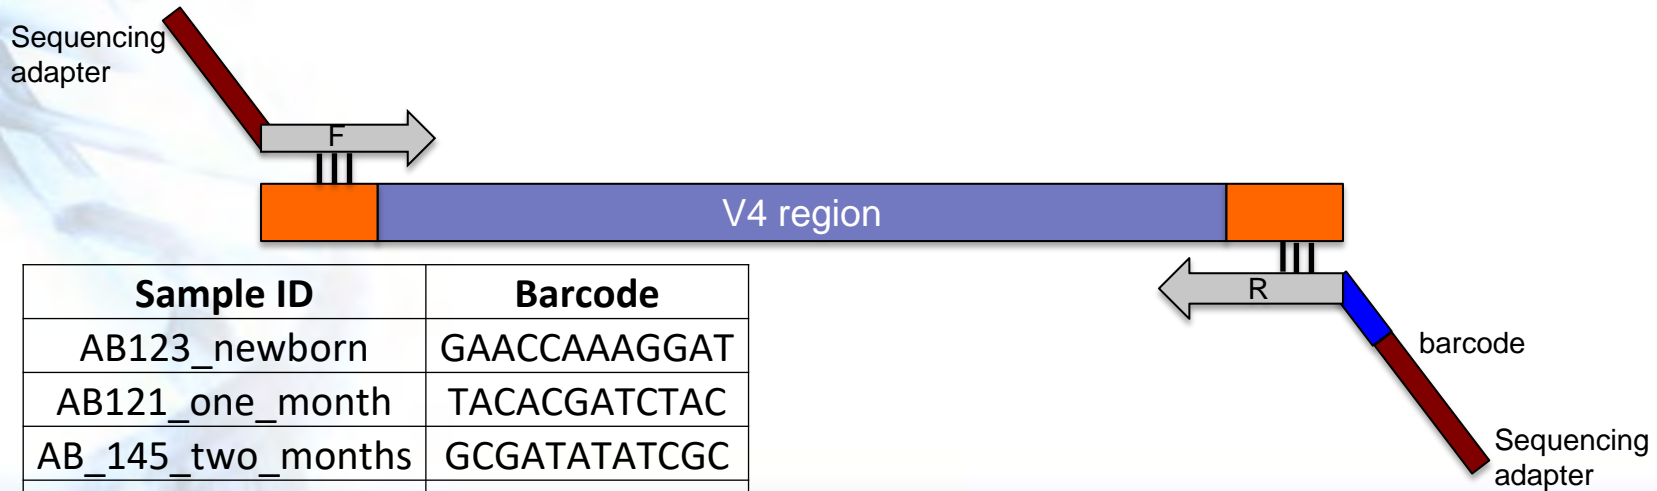 Sequencing
adapter
F
V4 region
R
barcode
Sequencing
adapter
Sample ID Barcode
AB123_newborn GAACCAAAGGAT
AB121_one_month TACACGATCTAC
AB_145_two_months GCGATATATCGC